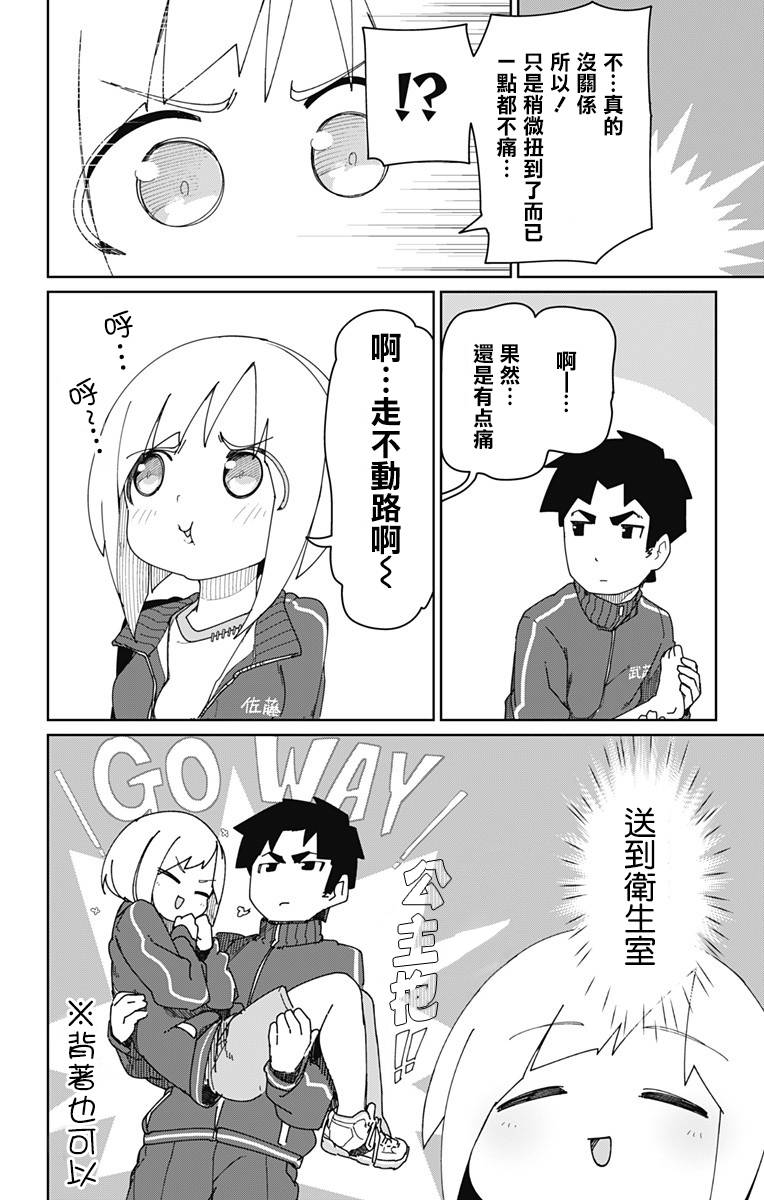 不…真的
沒關係
所以！
只是稍微扭到了而已
一點都不痛…
!?
啊—…
果然…
還是有点痛
武
啊…走不動路啊～
呼…
呼～
佐藤
送到衛生室
GO WAY
公主抱!!
※背著也可以